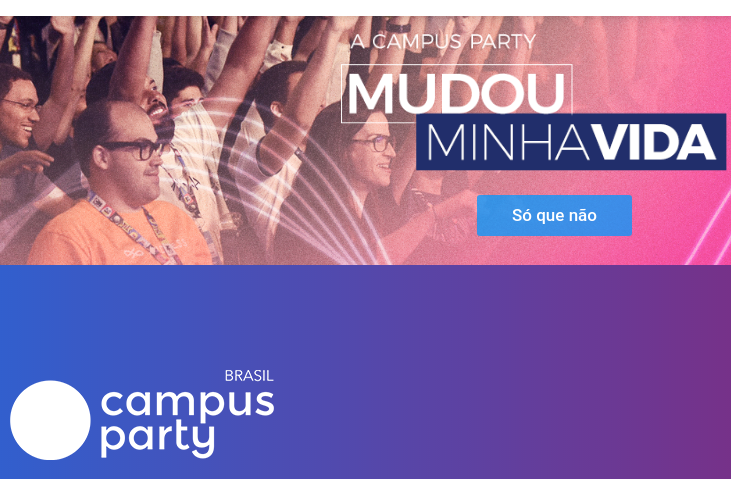 A CAMPUS PARTY
MUDOU
MINHAVIDA
Só que não
BRASIL
campus
party